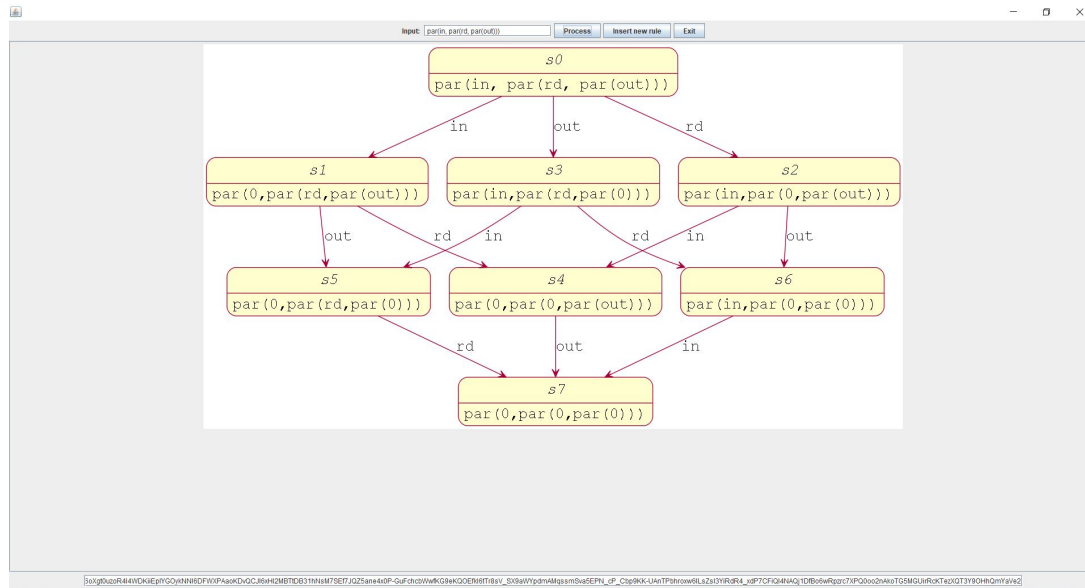 Input: par(in, par(rd, par(out))) Process Insert new rule Exit
s0
par(in, par(rd, par(out)))
in out rd
s1 s3 s2
par(0,par(rd,par(out))) par(in,par(rd,par(0))) par(in,par(0,par(out)))
out rd in rd in out
s5 s4 s6
par(0,par(rd,par(0))) par(0,par(0,par(out))) par(in,par(0,par(0)))
rd out in
s7
par(0,par(0,par(0)))